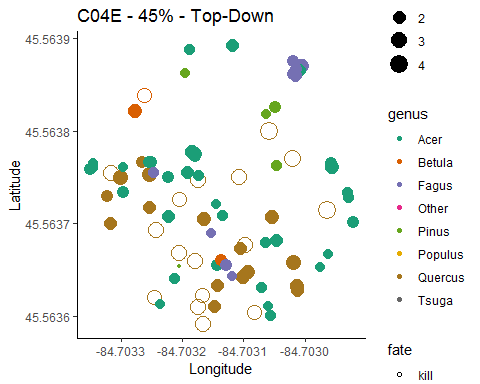 C04E - 45% - Top-Down
45.5639
45.5638
45.5637
45.5636
Latitude
-84.7033
-84.7032
-84.7031
-84.7030
Longitude
2
3
4
genus
Acer
Betula
Fagus
Other
Pinus
Populus
Quercus
Tsuga
fate
kill